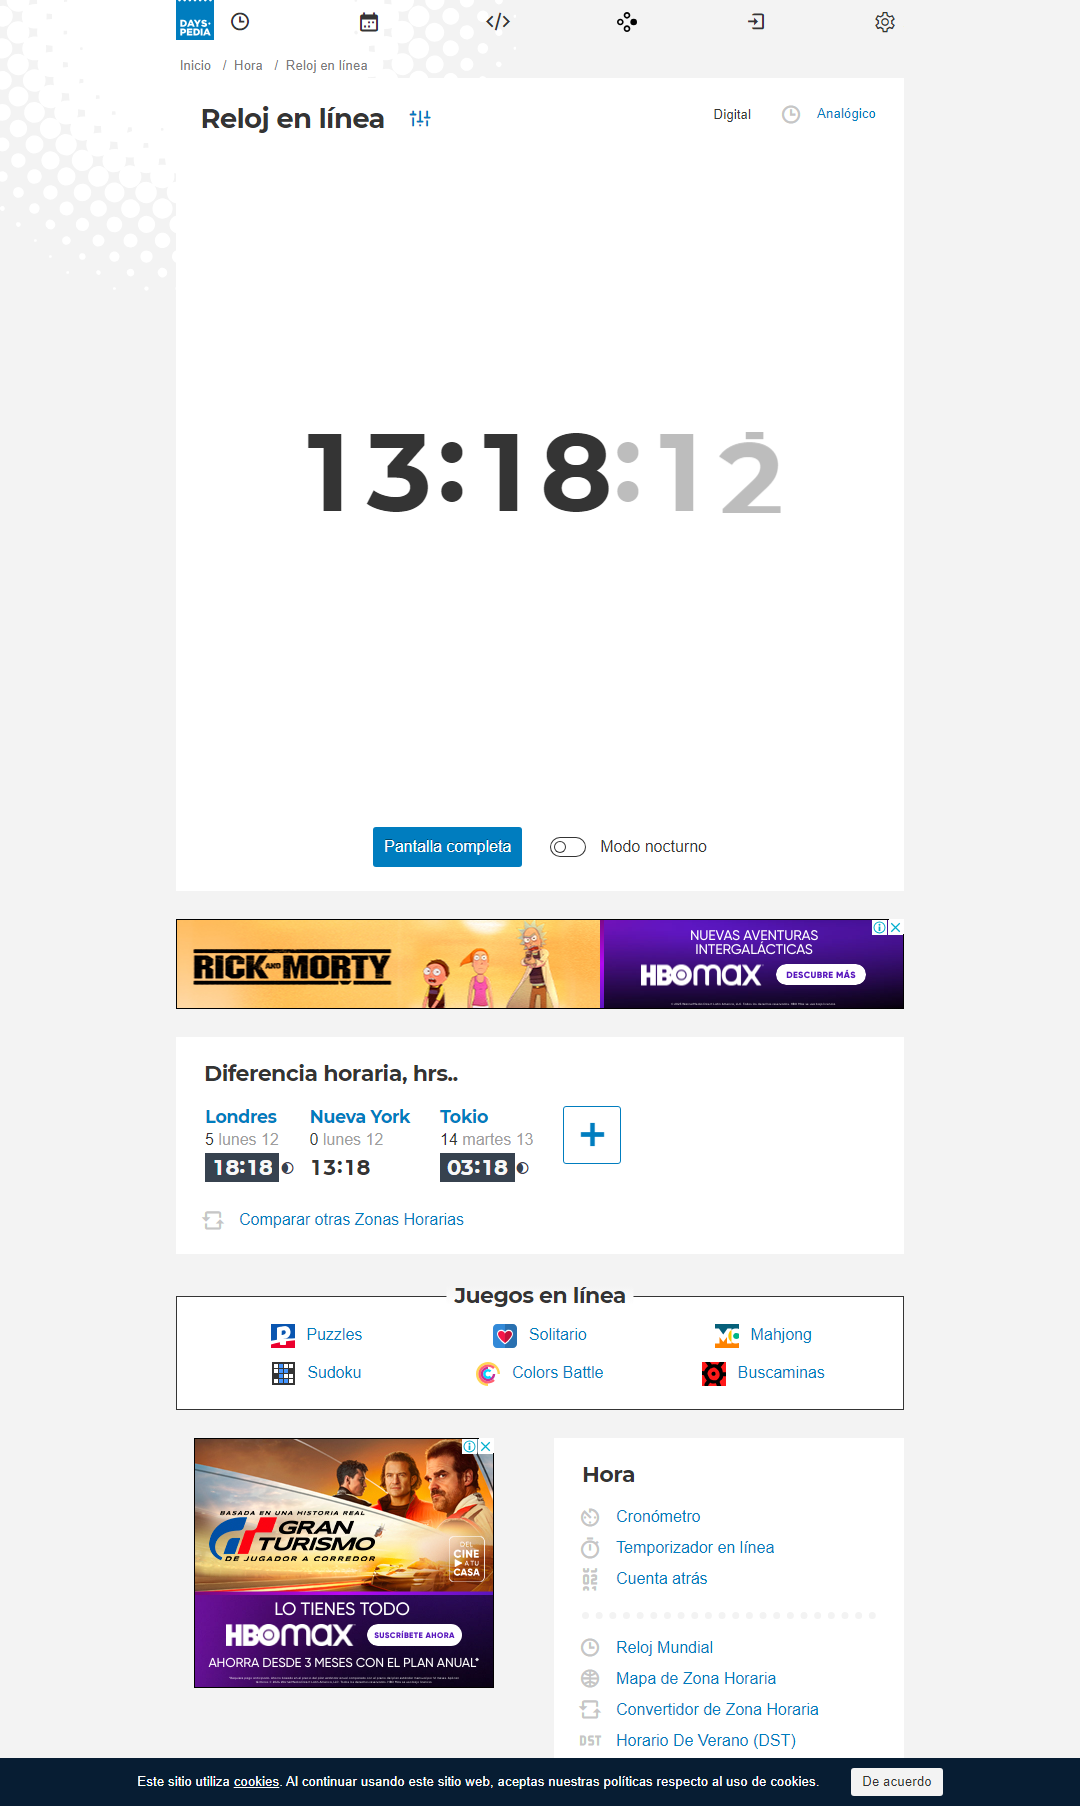 DAYS·
PEDIA
Inicio / Hora / Reloj en línea
Reloj en línea
Digital
Analógico
13:18:12
Pantalla completa
Modo nocturno
RICK AND MORTY
NUEVAS AVENTURAS
INTERGALÁCTICAS
HBOmax
DESCUBRE MÁS
Diferencia horaria, hrs..
Londres
5 lunes 12
18:18
Nueva York
0 lunes 12
13:18
Tokio
14 martes 13
03:18
Comparar otras Zonas Horarias
Juegos en línea
Puzzles
Solitario
Mahjong
Sudoku
Colors Battle
Buscaminas
BASADA EN UNA HISTORIA REAL
GRAN
TURISMO
DE JUGADOR A CORREDOR
DEL
CINE
A TU
CASA
LO TIENES TODO
HBOmax
SUSCRÍBETE AHORA
AHORRA DESDE 3 MESES CON EL PLAN ANUAL*
Hora
Cronómetro
Temporizador en línea
Cuenta atrás
Reloj Mundial
Mapa de Zona Horaria
Convertidor de Zona Horaria
DST
Horario De Verano (DST)
Este sitio utiliza cookies. Al continuar usando este sitio web, aceptas nuestras políticas respecto al uso de cookies.
De acuerdo